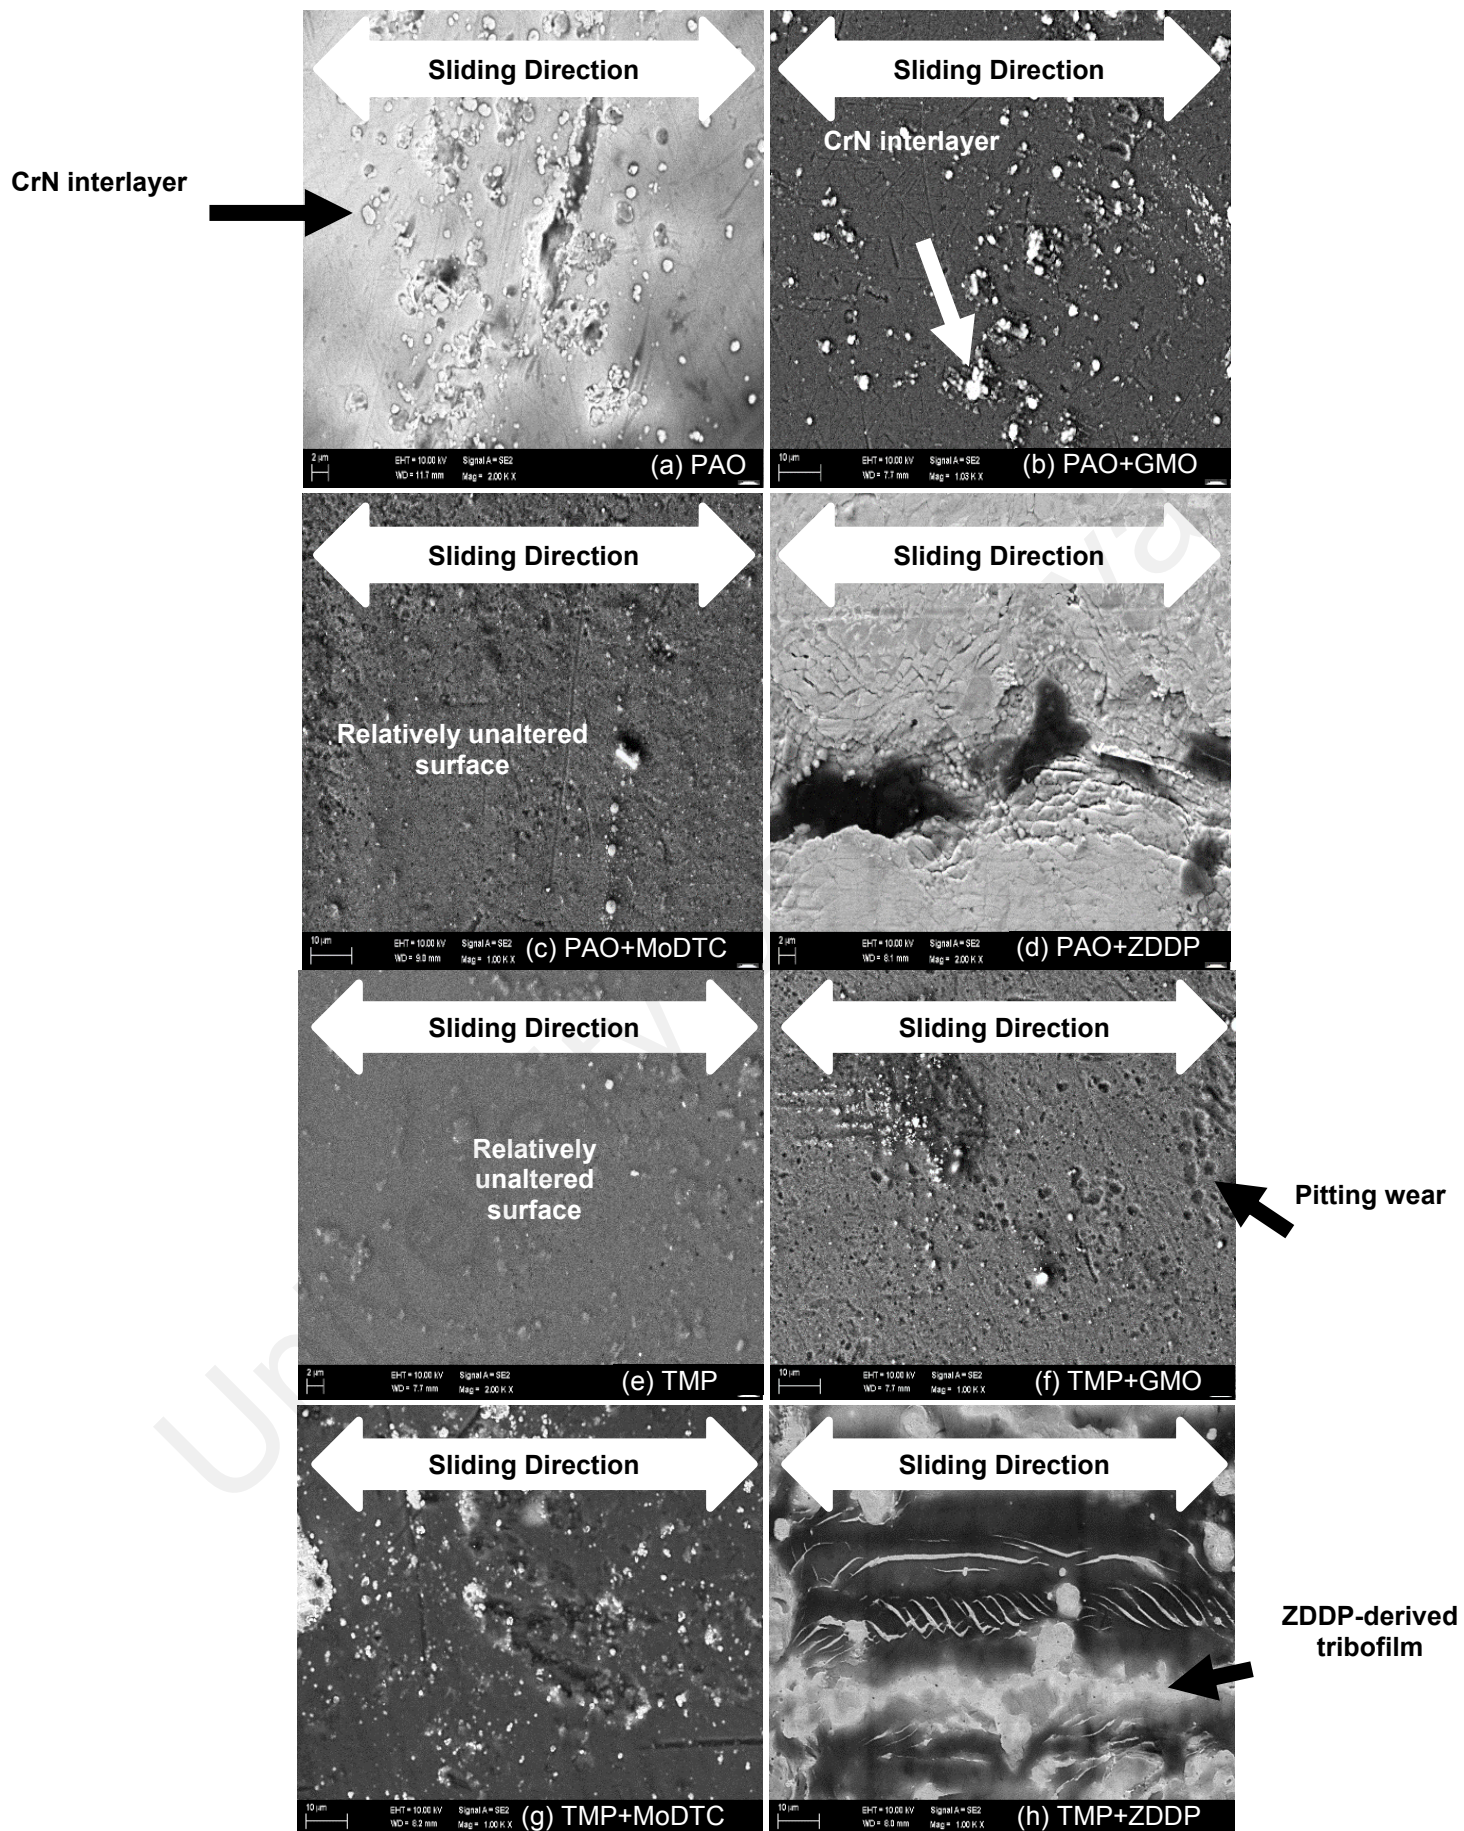 Sliding Direction
Sliding Direction
CrN interlayer
CrN interlayer
2 µm
EHT = 10.00 kV
Signal A = SE2
WD = 11.7 mm
Mag = 2.00 K X
(a) PAO
10 µm
EHT = 10.00 kV
Signal A = SE2
WD = 7.7 mm
Mag = 1.03 K X
(b) PAO+GMO
Sliding Direction
Sliding Direction
Relatively unaltered
surface
10 µm
EHT = 10.00 kV
Signal A = SE2
WD = 9.0 mm
Mag = 1.00 K X
(c) PAO+MoDTC
2 µm
EHT = 10.00 kV
Signal A = SE2
WD = 8.1 mm
Mag = 2.00 K X
(d) PAO+ZDDP
Sliding Direction
Sliding Direction
Relatively
unaltered
surface
Pitting wear
2 µm
EHT = 10.00 kV
Signal A = SE2
WD = 7.7 mm
Mag = 2.00 K X
(e) TMP
10 µm
EHT = 10.00 kV
Signal A = SE2
WD = 7.7 mm
Mag = 1.00 K X
(f) TMP+GMO
Sliding Direction
Sliding Direction
ZDDP-derived
tribofilm
10 µm
EHT = 10.00 kV
Signal A = SE2
WD = 8.2 mm
Mag = 1.00 K X
(g) TMP+MoDTC
10 µm
EHT = 10.00 kV
Signal A = SE2
WD = 8.0 mm
Mag = 1.00 K X
(h) TMP+ZDDP